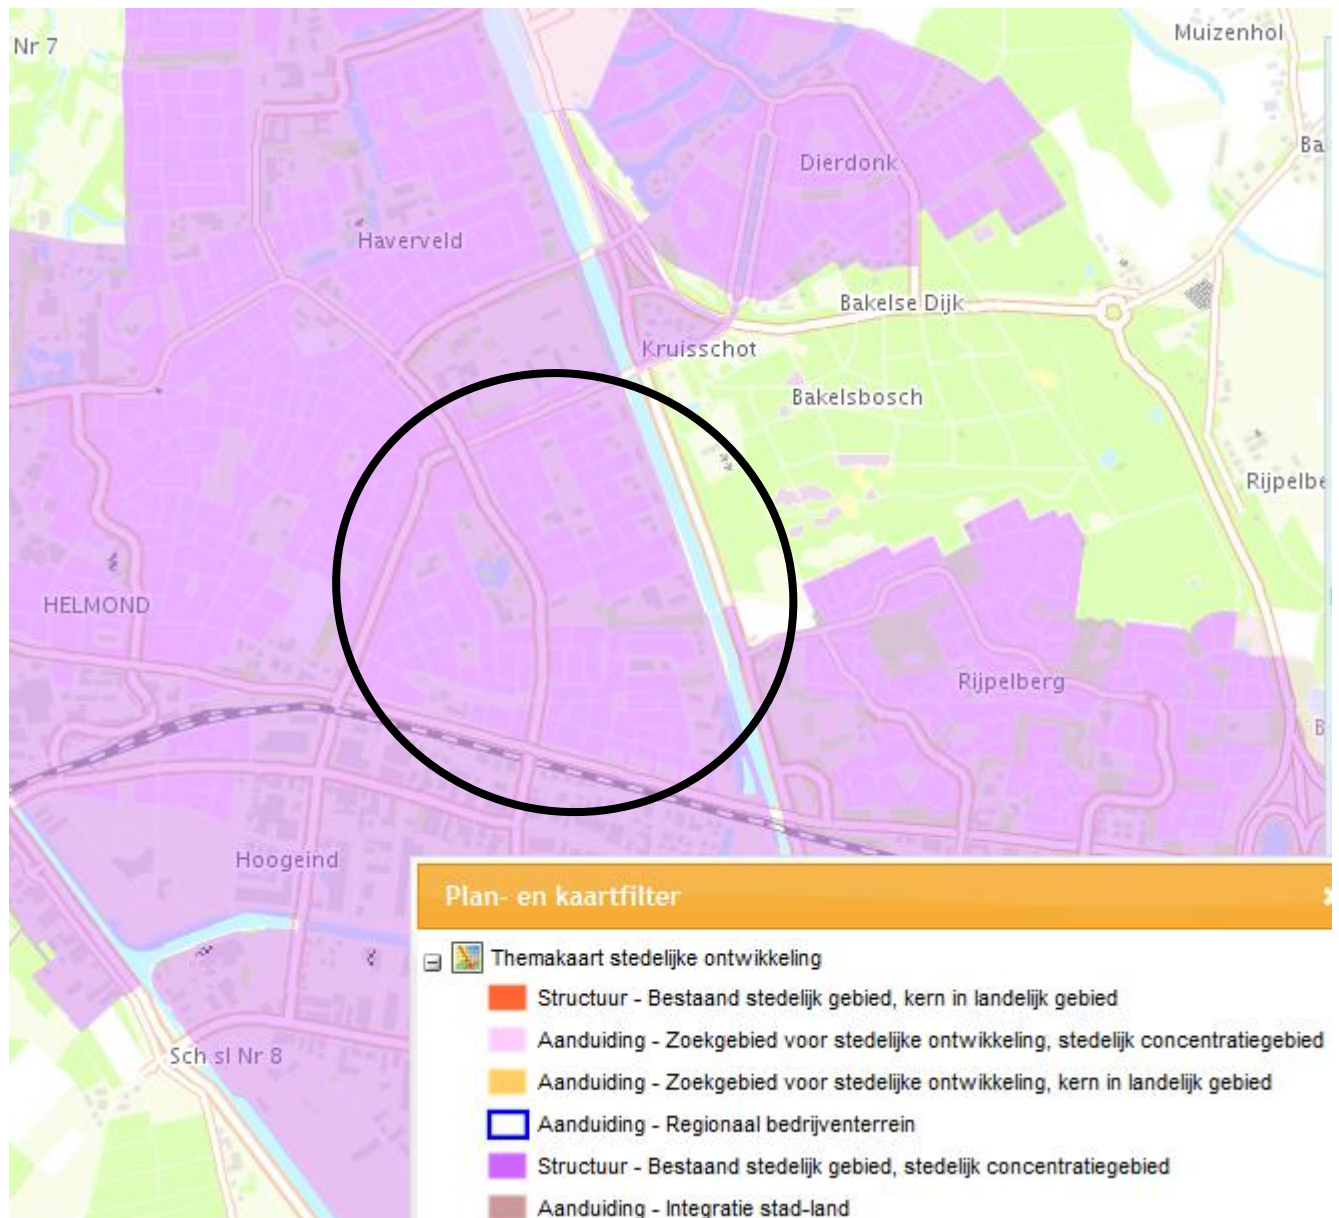 Nr 7
Muizenhol
Ba
Dierdonk
Haverveld
Bakelse Dijk
Kruisschot
Bakelsbosch
Rijpelbe
HELMOND
Rijpelberg
B
Hoogeind
Sch sl Nr 8
Plan- en kaartfilter
Themakaart stedelijke ontwikkeling
Structuur - Bestaand stedelijk gebied, kern in landelijk gebied
Aanduiding - Zoekgebied voor stedelijke ontwikkeling, stedelijk concentratiegebied
Aanduiding - Zoekgebied voor stedelijke ontwikkeling, kern in landelijk gebied
Aanduiding - Regionaal bedrijventerrein
Structuur - Bestaand stedelijk gebied, stedelijk concentratiegebied
Aanduiding - Integratie stad-land